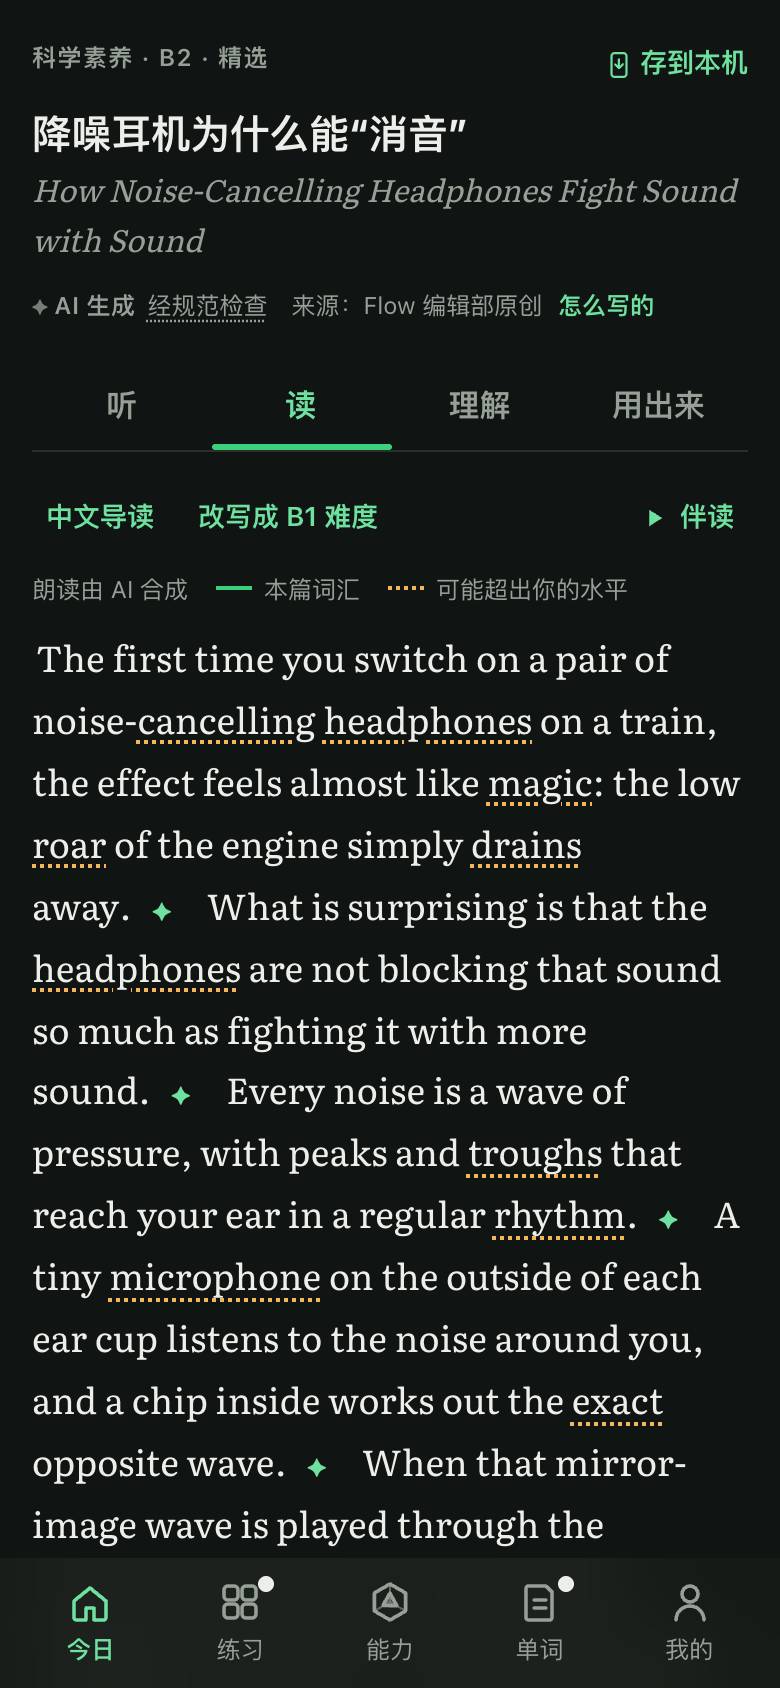 科学素养 · B2 · 精选
存到本机
降噪耳机为什么能“消音”
How Noise-Cancelling Headphones Fight Sound
with Sound
AI 生成 经规范检查 来源：Flow 编辑部原创 怎么写的
听 读 理解 用出来
中文导读 改写成 B1 难度 伴读
朗读由 AI 合成 本篇词汇 可能超出你的水平
The first time you switch on a pair of
noise-cancelling headphones on a train,
the effect feels almost like magic: the low
roar of the engine simply drains
away. What is surprising is that the
headphones are not blocking that sound
so much as fighting it with more
sound. Every noise is a wave of
pressure, with peaks and troughs that
reach your ear in a regular rhythm. A
tiny microphone on the outside of each
ear cup listens to the noise around you,
and a chip inside works out the exact
opposite wave. When that mirror-
image wave is played through the
今日 练习 能力 单词 我的